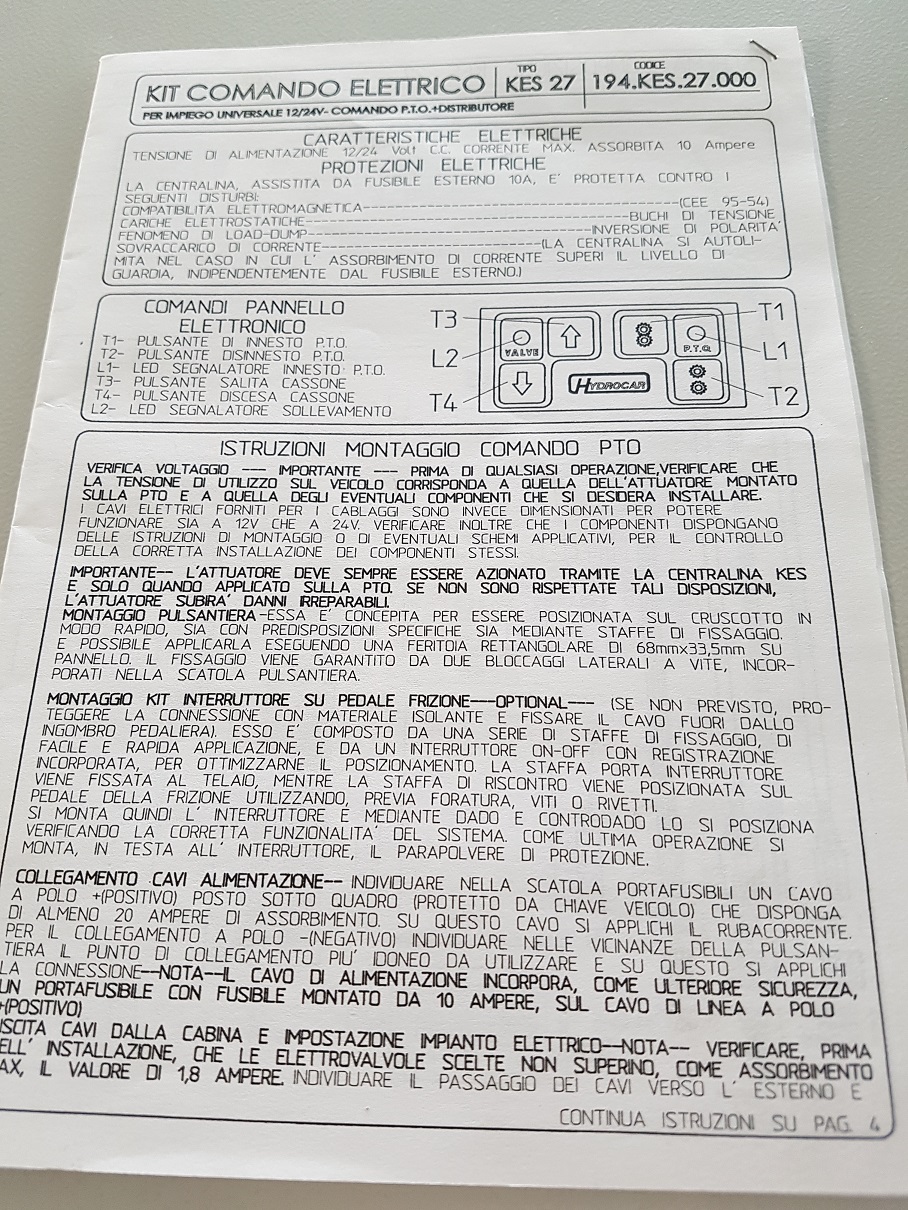 KIT COMANDO ELETTRICO
TIPO
KES 27
CODICE
194.KES.27.000
PER IMPIEGO UNIVERSALE 12/24V- COMANDO P.T.O.+DISTRIBUTORE
CARATTERISTICHE ELETTRICHE
TENSIONE DI ALIMENTAZIONE 12/24 Volt C.C. CORRENTE MAX. ASSORBITA 10 Ampere
PROTEZIONI ELETTRICHE
LA CENTRALINA, ASSISTITA DA FUSIBILE ESTERNO 10A, E' PROTETTA CONTRO I
SEGUENTI DISTURBI:
COMPATIBILITA ELETTROMAGNETICA----------(CEE 95-54)
CARICHE ELETTROSTATICHE----------BUCHI DI TENSIONE
FENOMENO DI LOAD-DUMP----------INVERSIONE DI POLARITA'
SOVRACCARICO DI CORRENTE----------(LA CENTRALINA SI AUTOLI-
MITA NEL CASO IN CUI L' ASSORBIMENTO DI CORRENTE SUPERI IL LIVELLO DI
GUARDIA, INDIPENDENTEMENTE DAL FUSIBILE ESTERNO.)
COMANDI PANNELLO
ELETTRONICO
T1- PULSANTE DI INNESTO P.T.O.
T2- PULSANTE DISINNESTO P.T.O.
L1- LED SEGNALATORE INNESTO P.T.O.
T3- PULSANTE SALITA CASSONE
T4- PULSANTE DISCESA CASSONE
L2- LED SEGNALATORE SOLLEVAMENTO
T3
L2
T4
VALVE
HYDROCAR
P.T.O.
T1
L1
T2
ISTRUZIONI MONTAGGIO COMANDO PTO
VERIFICA VOLTAGGIO --- IMPORTANTE --- PRIMA DI QUALSIASI OPERAZIONE,VERIFICARE CHE
LA TENSIONE DI UTILIZZO SUL VEICOLO CORRISPONDA A QUELLA DELL'ATTUATORE MONTATO
SULLA PTO E A QUELLA DEGLI EVENTUALI COMPONENTI CHE SI DESIDERA INSTALLARE.
I CAVI ELETTRICI FORNITI PER I CABLAGGI SONO INVECE DIMENSIONATI PER POTERE
FUNZIONARE SIA A 12V CHE A 24V. VERIFICARE INOLTRE CHE I COMPONENTI DISPONGANO
DELLE ISTRUZIONI DI MONTAGGIO O DI EVENTUALI SCHEMI APPLICATIVI, PER IL CONTROLLO
DELLA CORRETTA INSTALLAZIONE DEI COMPONENTI STESSI.
IMPORTANTE-- L'ATTUATORE DEVE SEMPRE ESSERE AZIONATO TRAMITE LA CENTRALINA KES
E SOLO QUANDO APPLICATO SULLA PTO. SE NON SONO RISPETTATE TALI DISPOSIZIONI,
L'ATTUATORE SUBIRA' DANNI IRREPARABILI.
MONTAGGIO PULSANTIERA-ESSA E' CONCEPITA PER ESSERE POSIZIONATA SUL CRUSCOTTO IN
MODO RAPIDO, SIA CON PREDISPOSIZIONI SPECIFICHE SIA MEDIANTE STAFFE DI FISSAGGIO.
E POSSIBILE APPLICARLA ESEGUENDO UNA FERITOIA RETTANGOLARE DI 68mmx33,5mm SU
PANNELLO. IL FISSAGGIO VIENE GARANTITO DA DUE BLOCCAGGI LATERALI A VITE, INCOR-
PORATI NELLA SCATOLA PULSANTIERA.
MONTAGGIO KIT INTERRUTTORE SU PEDALE FRIZIONE---OPTIONAL--- (SE NON PREVISTO, PRO-
TEGGERE LA CONNESSIONE CON MATERIALE ISOLANTE E FISSARE IL CAVO FUORI DALLO
INGOMBRO PEDALIERA). ESSO E' COMPOSTO DA UNA SERIE DI STAFFE DI FISSAGGIO, DI
FACILE E RAPIDA APPLICAZIONE, E DA UN INTERRUTTORE ON-OFF CON REGISTRAZIONE
INCORPORATA, PER OTTIMIZZARNE IL POSIZIONAMENTO. LA STAFFA PORTA INTERRUTTORE
VIENE FISSATA AL TELAIO, MENTRE LA STAFFA DI RISCONTRO VIENE POSIZIONATA SUL
PEDALE DELLA FRIZIONE UTILIZZANDO, PREVIA FORATURA, VITI O RIVETTI.
SI MONTA QUINDI L' INTERRUTTORE E MEDIANTE DADO E CONTRODADO LO SI POSIZIONA
VERIFICANDO LA CORRETTA FUNZIONALITA' DEL SISTEMA. COME ULTIMA OPERAZIONE SI
MONTA, IN TESTA ALL' INTERRUTTORE, IL PARAPOLVERE DI PROTEZIONE.
COLLEGAMENTO CAVI ALIMENTAZIONE-- INDIVIDUARE NELLA SCATOLA PORTAFUSIBILI UN CAVO
A POLO +(POSITIVO) POSTO SOTTO QUADRO (PROTETTO DA CHIAVE VEICOLO) CHE DISPONGA
DI ALMENO 20 AMPERE DI ASSORBIMENTO. SU QUESTO CAVO SI APPLICHI IL RUBACORRENTE.
PER IL COLLEGAMENTO A POLO -(NEGATIVO) INDIVIDUARE NELLE VICINANZE DELLA PULSAN-
TIERA IL PUNTO DI COLLEGAMENTO PIU' IDONEO DA UTILIZZARE E SU QUESTO SI APPLICHI
LA CONNESSIONE--NOTA--IL CAVO DI ALIMENTAZIONE INCORPORA, COME ULTERIORE SICUREZZA,
UN PORTAFUSIBILE CON FUSIBILE MONTATO DA 10 AMPERE, SUL CAVO DI LINEA A POLO
+(POSITIVO)
SCITA CAVI DALLA CABINA E IMPOSTAZIONE IMPIANTO ELETTRICO--NOTA-- VERIFICARE, PRIMA
ELL' INSTALLAZIONE, CHE LE ELETTROVALVOLE SCELTE NON SUPERINO, COME ASSORBIMENTO
AX, IL VALORE DI 1,8 AMPERE. INDIVIDUARE IL PASSAGGIO DEI CAVI VERSO L' ESTERNO E
CONTINUA ISTRUZIONI SU PAG. 4